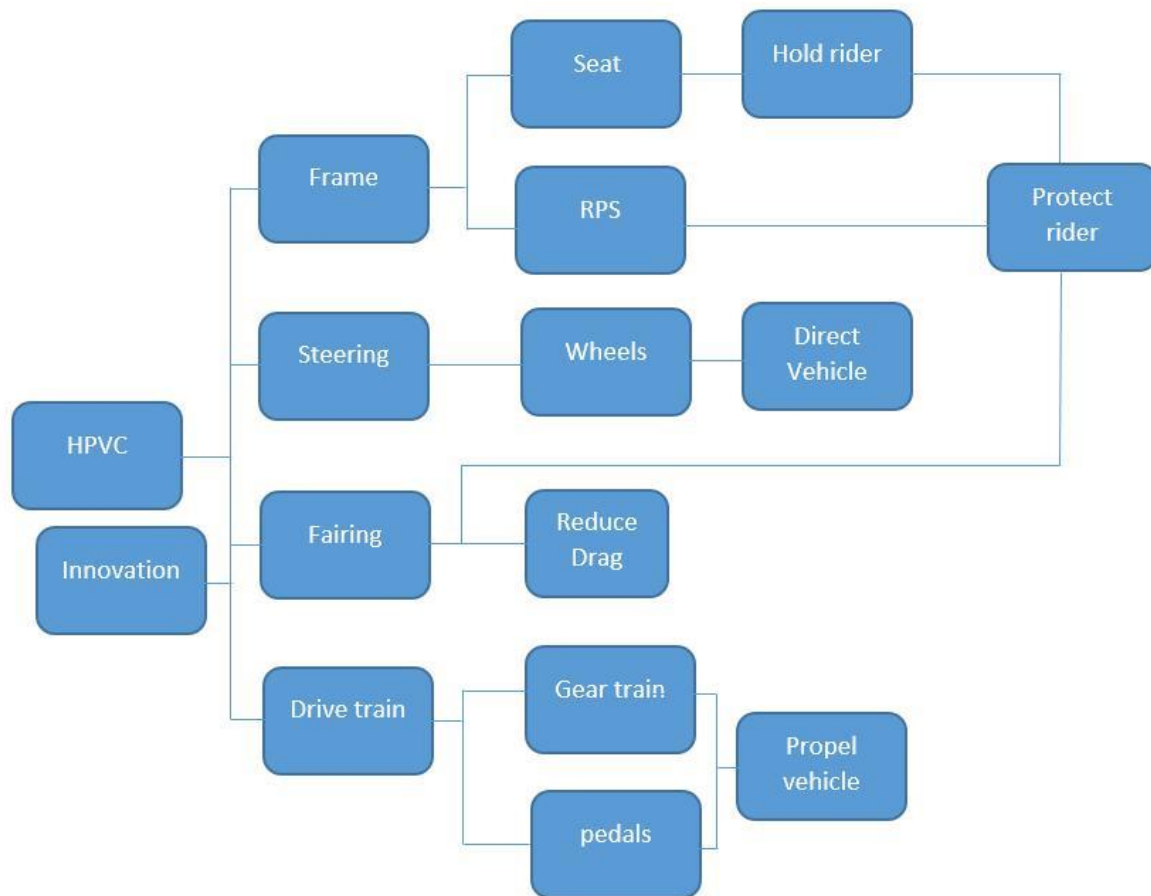 Seat
Hold rider
Frame
RPS
Protect
rider
Steering
Wheels
Direct
Vehicle
HPVC
Fairing
Reduce
Drag
Innovation
Drive train
Gear train
Propel
vehicle
pedals